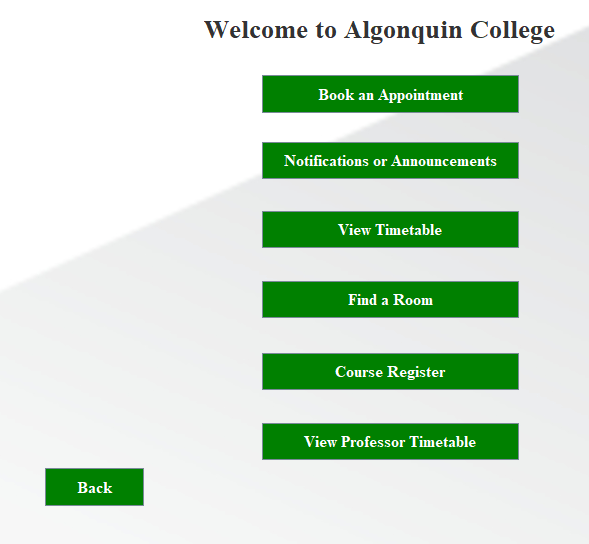 Welcome to Algonquin College
Book an Appointment
Notifications or Announcements
View Timetable
Find a Room
Course Register
View Professor Timetable
Back